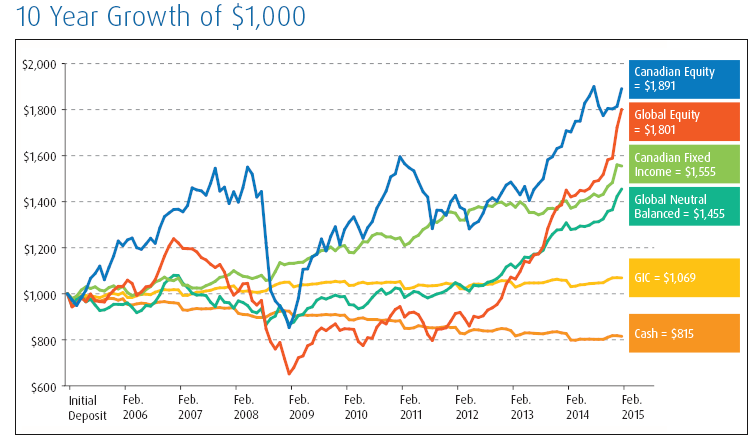 10 Year Growth of $1,000
$2,000
$1,800
$1,600
$1,400
$1,200
$1,000
$800
$600
Canadian Equity
= $1,891
Global Equity
= $1,801
Canadian Fixed
Income = $1,555
Global Neutral
Balanced = $1,455
GIC = $1,069
Cash = $815
Initial
Deposit
Feb.
2006
Feb.
2007
Feb.
2008
Feb.
2009
Feb.
2010
Feb.
2011
Feb.
2012
Feb.
2013
Feb.
2014
Feb.
2015